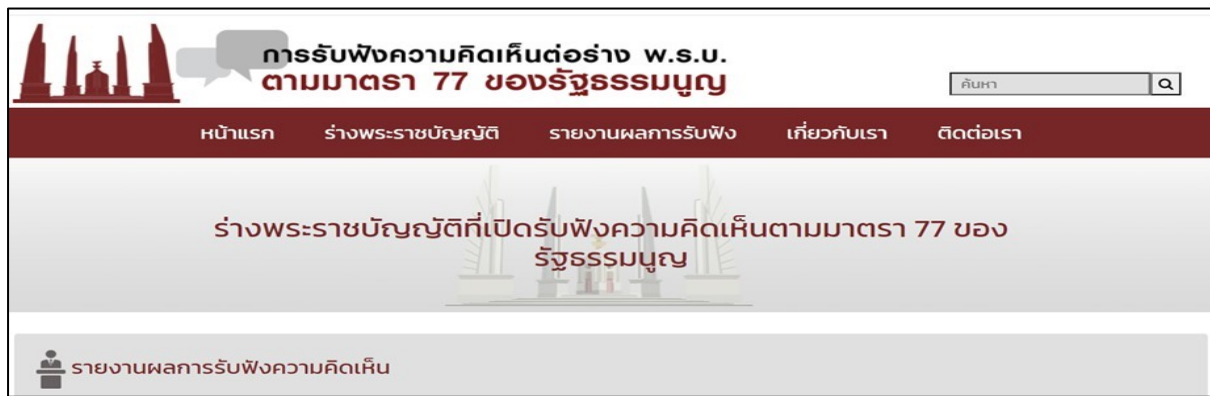 การรับฟังความคิดเห็นต่อร่าง พ.ร.บ.
ตามมาตรา 77 ของรัฐธรรมนูญ
ค้นหา
หน้าแรก ร่างพระราชบัญญัติ รายงานผลการรับฟัง เกี่ยวกับเรา ติดต่อเรา
ร่างพระราชบัญญัติที่เปิดรับฟังความคิดเห็นตามมาตรา 77 ของ
รัฐธรรมนูญ
รายงานผลการรับฟังความคิดเห็น